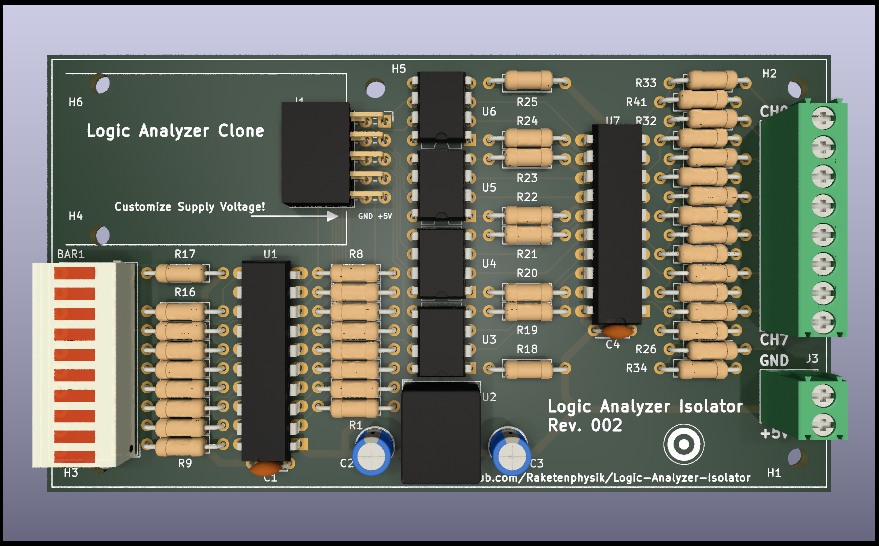 H5
H2
H6
J1
R33
R41
U6
R25
Logic Analyzer Clone
R24
U7
R32
U5
R23
R22
H4
Customize Supply Voltage!
GND +5V
BAR1
R17
U1
R8
R21
U4
R20
R16
U3
R19
R18
C4
R26
CH7
GND
J3
R34
U2
Logic Analyzer Isolator
Rev. 002
R1
+5V
H3
R9
C1
C2
C3
ub.com/Raketenphysik/Logic-Analyzer-Isolator
H1